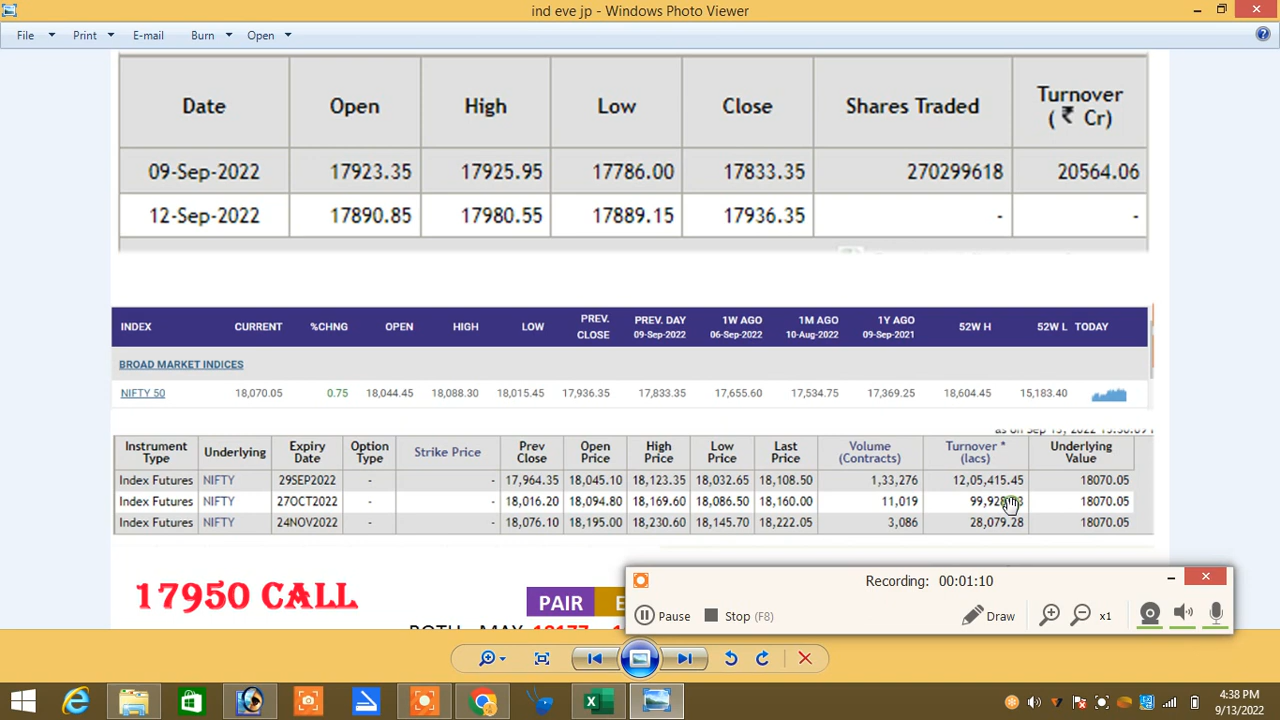 ind eve jp - Windows Photo Viewer
File Print E-mail Burn Open
Date Open High Low Close Shares Traded Turnover ( ₹ Cr)
09-Sep-2022 17923.35 17925.95 17786.00 17833.35 270299618 20564.06
12-Sep-2022 17890.85 17980.55 17889.15 17936.35 - -
INDEX CURRENT %CHNG OPEN HIGH LOW PREV. CLOSE PREV. DAY 09-Sep-2022 1W AGO 06-Sep-2022 1M AGO 10-Aug-2022 1Y AGO 09-Sep-2021 52W H 52W L TODAY
BROAD MARKET INDICES
NIFTY 50 18,070.05 0.75 18,044.45 18,088.30 18,015.45 17,936.35 17,833.35 17,655.60 17,534.75 17,369.25 18,604.45 15,183.40
Instrument Type Underlying Expiry Date Option Type Strike Price Prev Close Open Price High Price Low Price Last Price Volume (Contracts) Turnover * (lacs) Underlying Value
Index Futures NIFTY 29SEP2022 - - 17,964.35 18,045.10 18,123.35 18,032.65 18,108.50 1,33,276 12,05,415.45 18070.05
Index Futures NIFTY 27OCT2022 - - 18,016.20 18,094.80 18,169.60 18,086.50 18,160.00 11,019 18070.05
Index Futures NIFTY 24NOV2022 - - 18,076.10 18,195.00 18,230.60 18,145.70 18,222.05 3,086 28,079.28 18070.05
17950 CALL
PAIR
Recording: 00:01:10
Pause Stop (F8) Draw x1
4:38 PM
9/13/2022